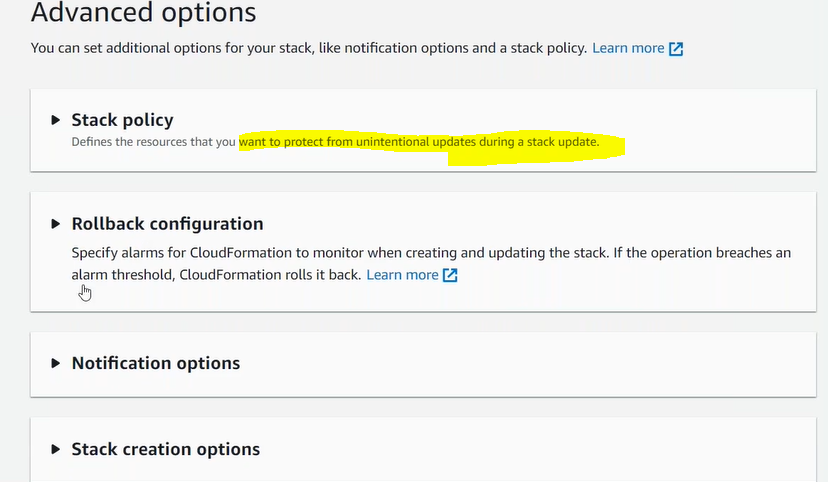 Advanced options
You can set additional options for your stack, like notification options and a stack policy. Learn more
Stack policy
Defines the resources that you want to protect from unintentional updates during a stack update.
Rollback configuration
Specify alarms for CloudFormation to monitor when creating and updating the stack. If the operation breaches an
alarm threshold, CloudFormation rolls it back. Learn more
Notification options
Stack creation options